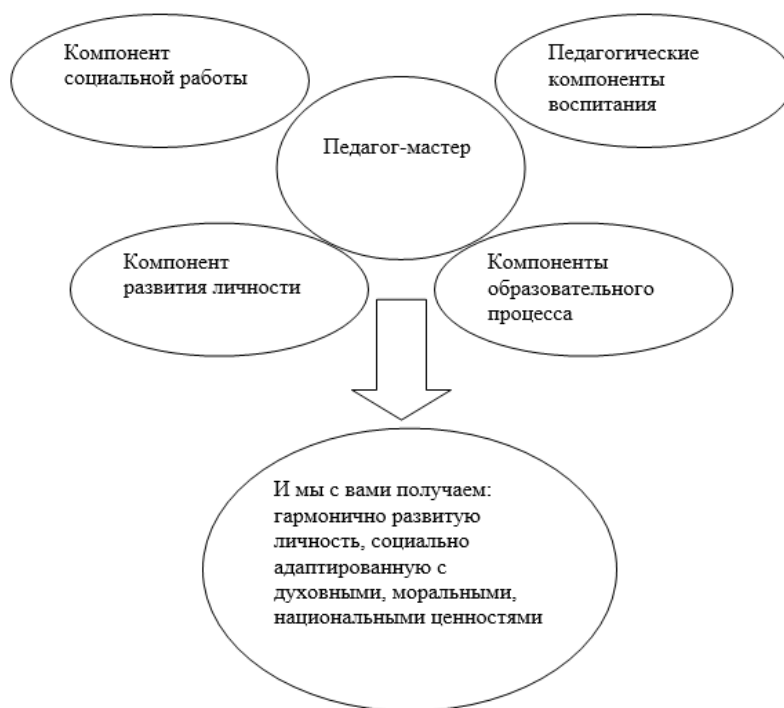 Компонент
социальной работы
Педагогические
компоненты
воспитания
Педагог-мастер
Компонент
развития личности
Компоненты
образовательного
процесса
И мы с вами получаем:
гармонично развитую
личность, социально
адаптированную с
духовными, моральными,
национальными ценностями